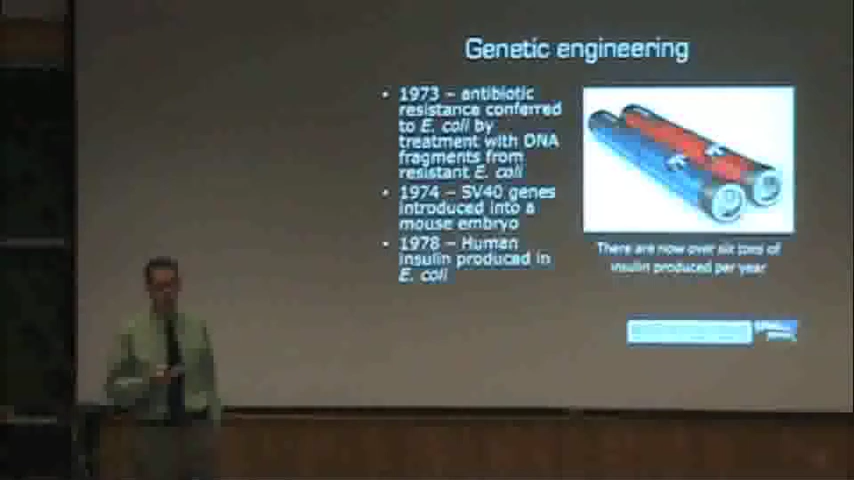 Genetic engineering
• 1973 – antibiotic
resistance conferred
to E. coli by
treatment with DNA
fragments from
resistant E. coli
• 1974 – SV40 genes
introduced into a
mouse embryo
• 1978 – Human
insulin produced in
E. coli
There are now over six tons of
insulin produced per year